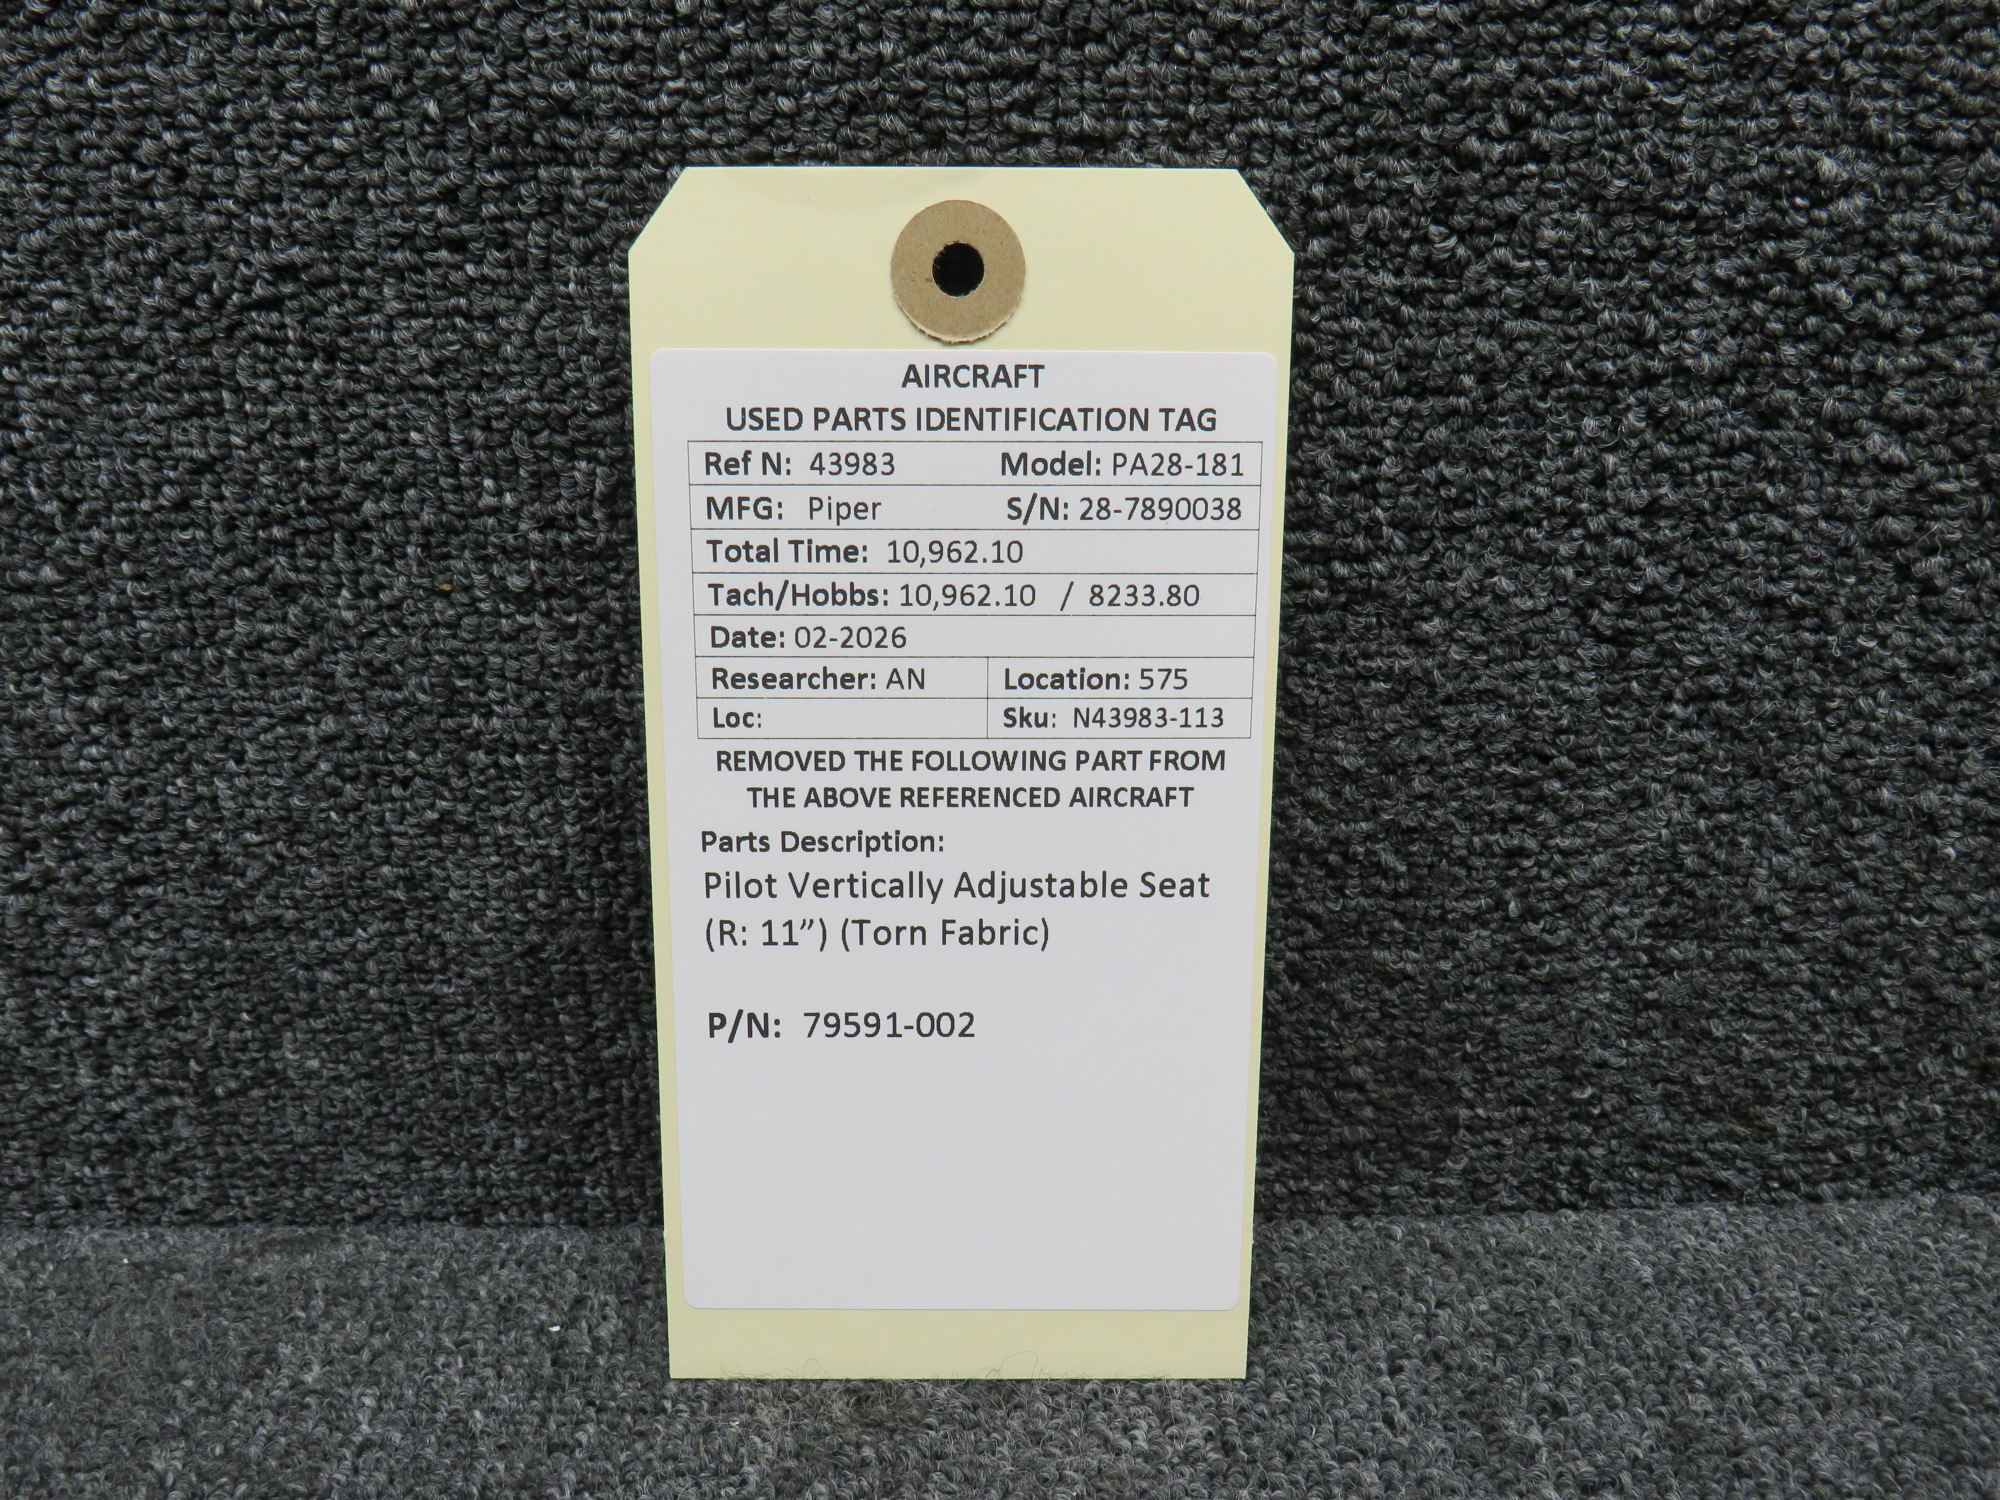 AIRCRAFT
USED PARTS IDENTIFICATION TAG
Ref N: 43983 Model: PA28-181
MFG: Piper S/N: 28-7890038
Total Time: 10,962.10
Tach/Hobbs: 10,962.10 / 8233.80
Date: 02-2026
Researcher: AN Location: 575
Loc: Sku: N43983-113
REMOVED THE FOLLOWING PART FROM
THE ABOVE REFERENCED AIRCRAFT
Parts Description:
Pilot Vertically Adjustable Seat
(R: 11”) (Torn Fabric)
P/N: 79591-002